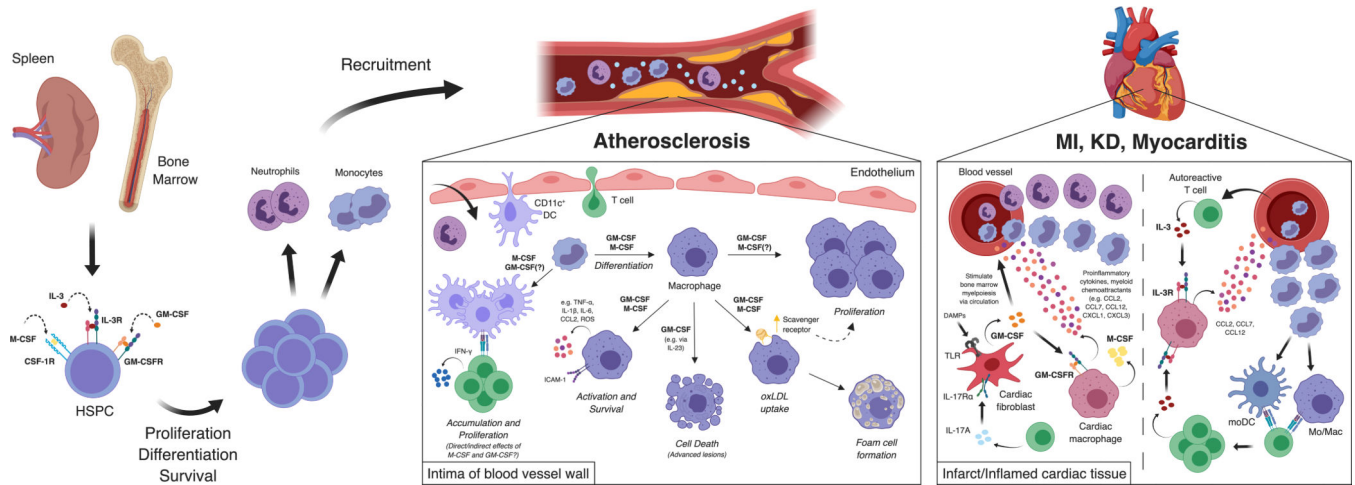 Spleen
Bone
Marrow
IL-3
IL-3R
GM-CSF
M-CSF
CSF-1R
GM-CSFR
HSPC
Proliferation
Differentiation
Survival
Neutrophils
Monocytes
Recruitment
Atherosclerosis
Endothelium
CD11c⁺
DC
T cell
M-CSF
GM-CSF(?)
GM-CSF
M-CSF
Differentiation
Macrophage
GM-CSF
M-CSF(?)
Proliferation
e.g. TNF-α,
IL-1β, IL-6,
CCL2, ROS
GM-CSF
M-CSF
ICAM-1
Activation and
Survival
GM-CSF
(e.g. via
IL-23)
Cell Death
(Advanced lesions)
GM-CSF
M-CSF
Scavenger
receptor
oxLDL
uptake
Foam cell
formation
IFN-γ
Accumulation and
Proliferation
(Direct/indirect effects of
M-CSF and GM-CSF?)
Intima of blood vessel wall
MI, KD, Myocarditis
Blood vessel
Stimulate
bone marrow
myelpoiesis
via circulation
Proinflammatory
cytokines, myeloid
chemoattractants
(e.g. CCL2,
CCL7, CCL12,
CXCL1, CXCL3)
DAMPs
TLR
GM-CSF
M-CSF
GM-CSFR
IL-17Rα
Cardiac
fibroblast
IL-17A
Cardiac
macrophage
Autoreactive
T cell
IL-3
IL-3R
CCL2, CCL7,
CCL12
moDC
Mo/Mac
Infarct/Inflamed cardiac tissue